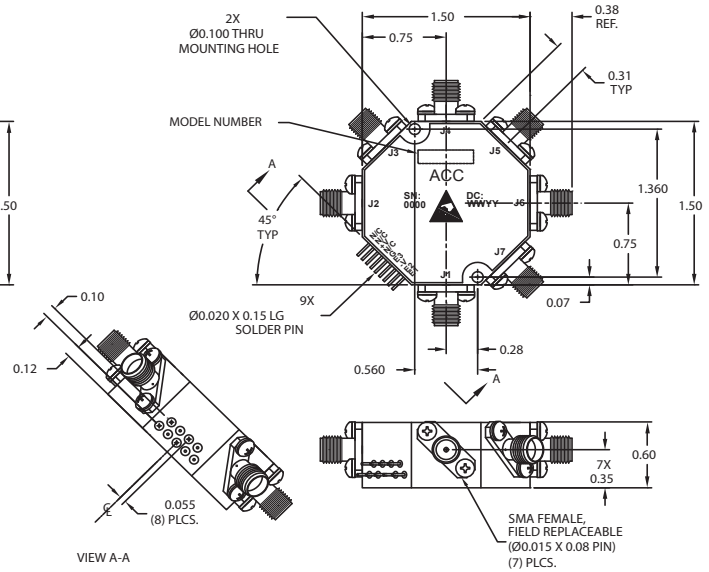 2X
Ø0.100 THRU
MOUNTING HOLE
1.50
0.75
0.38
REF.
0.31
TYP
MODEL NUMBER
J4
J3
J5
ACC
A
SN:
0000
DC:
WWYY
J2
J6
.50
1.360
1.50
45°
TYP
0.75
J7
J1
0.07
9X
Ø0.020 X 0.15 LG
SOLDER PIN
0.10
0.12
0.28
0.560
A
0.60
7X
0.35
0.055
(8) PLCS.
SMA FEMALE,
FIELD REPLACEABLE
(Ø0.015 X 0.08 PIN)
(7) PLCS.
VIEW A-A